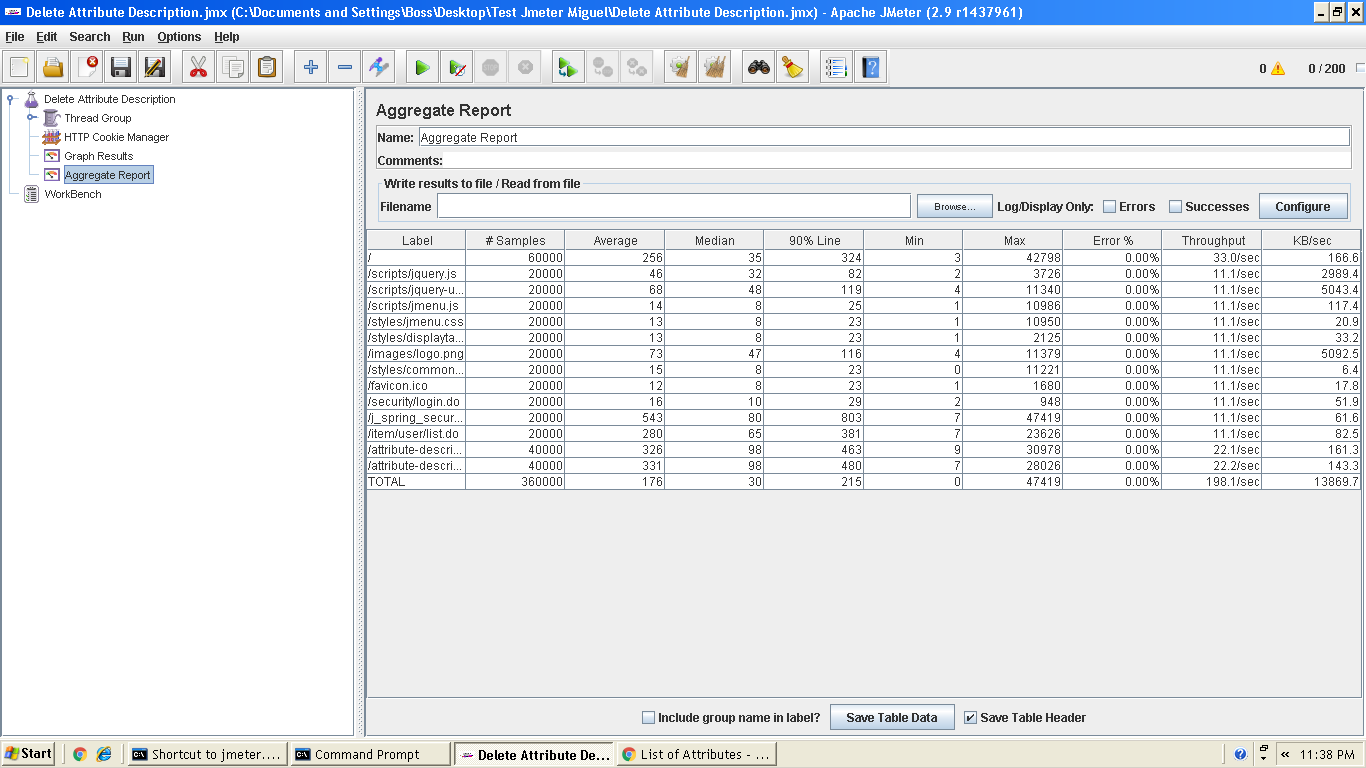 Delete Attribute Description.jmx (C:\Documents and Settings\Boss\Desktop\Test Jmeter Miguel\Delete Attribute Description.jmx) - Apache JMeter (2.9 r1437961)
File Edit Search Run Options Help
0 0 / 200
Delete Attribute Description
Thread Group
HTTP Cookie Manager
Graph Results
Aggregate Report
WorkBench
Aggregate Report
Name: Aggregate Report
Comments:
Write results to file / Read from file
Filename Browse... Log/Display Only: Errors Successes Configure
Label # Samples Average Median 90% Line Min Max Error % Throughput KB/sec
/ 60000 256 35 324 3 42798 0.00% 33.0/sec 166.6
/scripts/jquery.js 20000 46 32 82 2 3726 0.00% 11.1/sec 2989.4
/scripts/jquery-u... 20000 68 48 119 4 11340 0.00% 11.1/sec 5043.4
/scripts/jmenu.js 20000 14 8 25 1 10986 0.00% 11.1/sec 117.4
/styles/jmenu.css 20000 13 8 23 1 10950 0.00% 11.1/sec 20.9
/styles/displayta... 20000 13 8 23 1 2125 0.00% 11.1/sec 33.2
/images/logo.png 20000 73 47 116 4 11379 0.00% 11.1/sec 5092.5
/styles/common... 20000 15 8 23 0 11221 0.00% 11.1/sec 6.4
/favicon.ico 20000 12 8 23 1 1680 0.00% 11.1/sec 17.8
/security/login.do 20000 16 10 29 2 948 0.00% 11.1/sec 51.9
/j_spring_secur... 20000 543 80 803 7 47419 0.00% 11.1/sec 61.6
/item/user/list.do 20000 280 65 381 7 23626 0.00% 11.1/sec 82.5
/attribute-descri... 40000 326 98 463 9 30978 0.00% 22.1/sec 161.3
/attribute-descri... 40000 331 98 480 7 28026 0.00% 22.2/sec 143.3
TOTAL 360000 176 30 215 0 47419 0.00% 198.1/sec 13869.7
Include group name in label? Save Table Data Save Table Header
Start Shortcut to jmeter.... Command Prompt Delete Attribute De... List of Attributes - ... « 11:38 PM